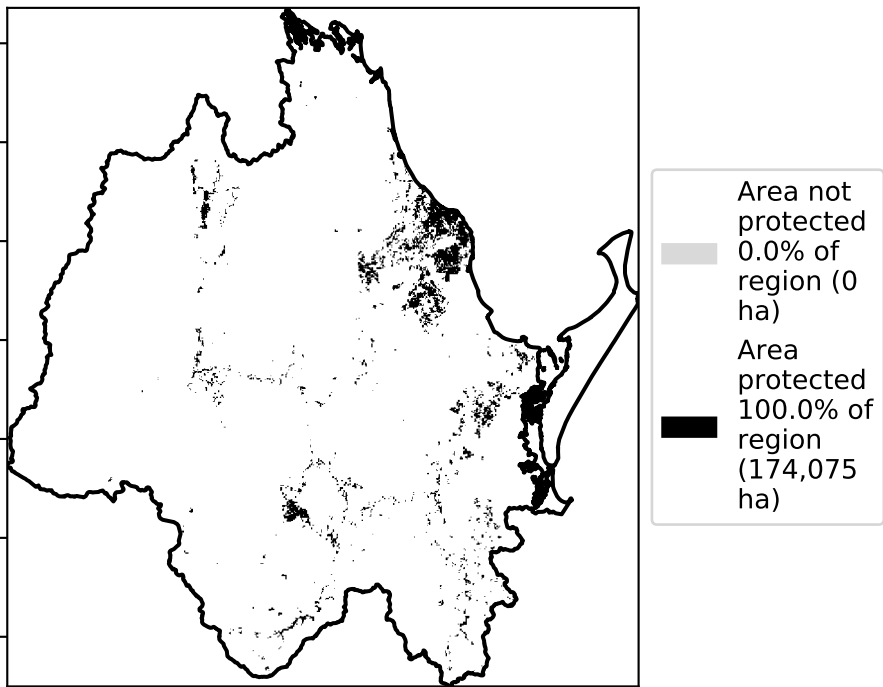 Area not
protected
0.0% of
region (0
ha)
Area
protected
100.0% of
region
(174,075
ha)